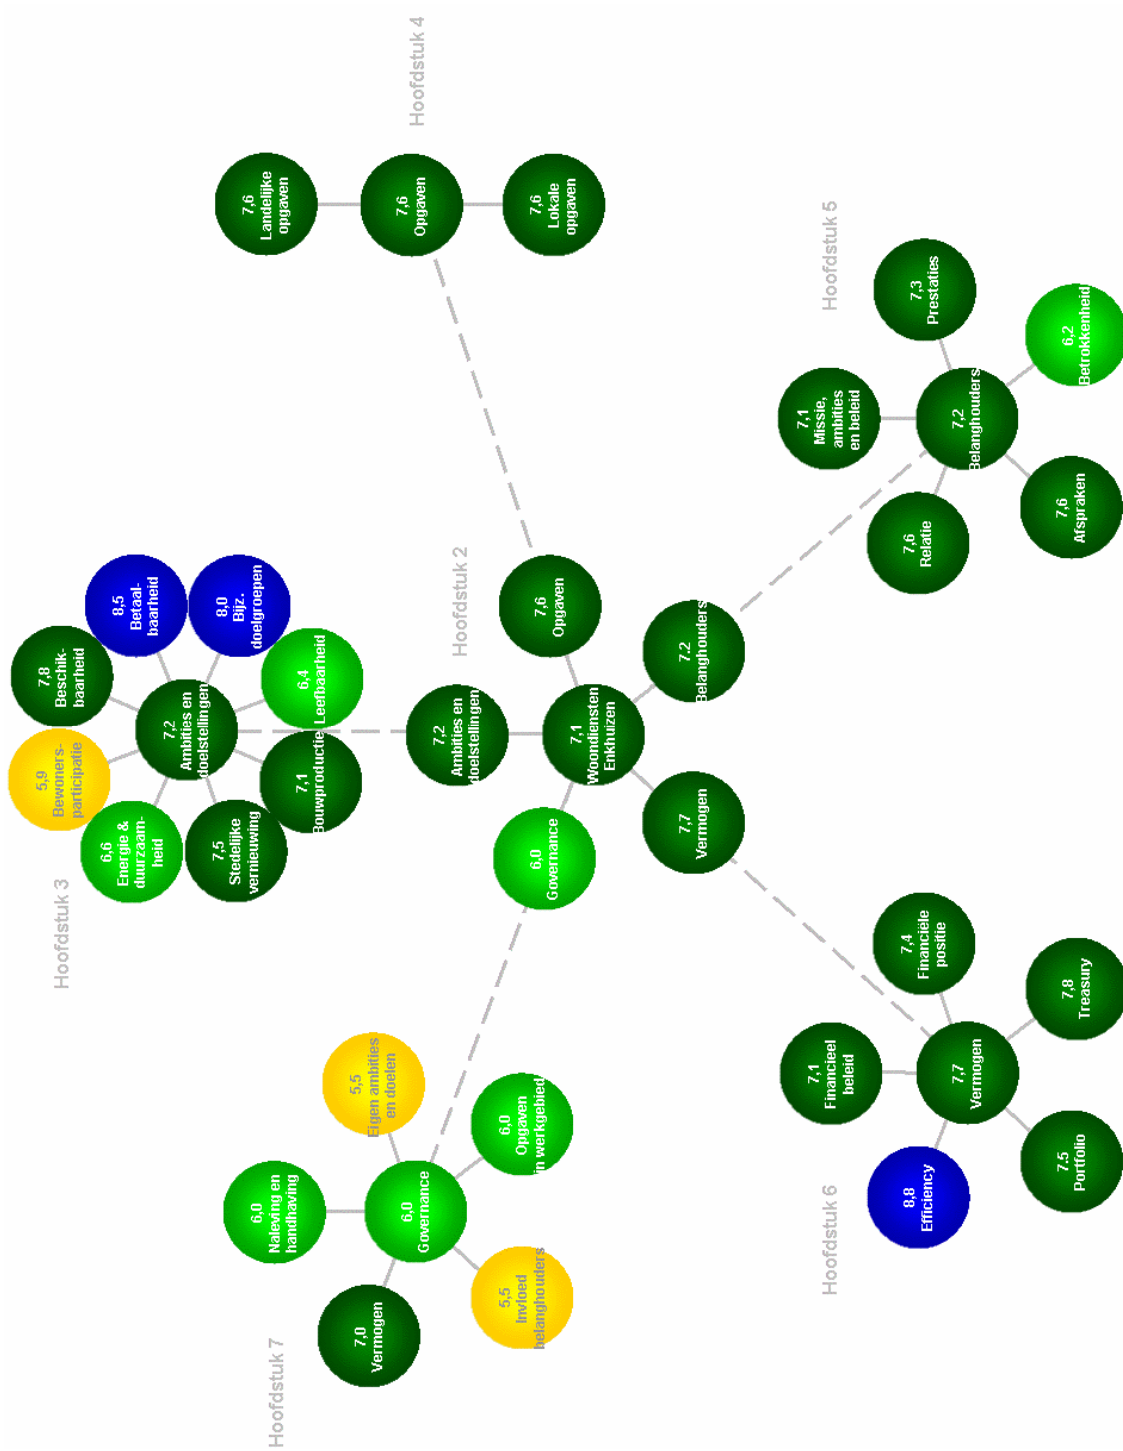 Hoofdstuk 3
6,6
Energie &
duurzaam-
heid
5,9
Bewoners-
participatie
7,8
Beschik-
baarheid
8,5
Betaal-
baarheid
8,0
Bijz.
doelgroepen
6,4
Leefbaarheid
7,1
Bouwproductie
7,5
Stedelijke
vernieuwing
7,2
Ambities en
doelstellingen
Hoofdstuk 4
7,6
Landelijke
opgaven
7,6
Opgaven
7,6
Lokale
opgaven
Hoofdstuk 7
7,0
Vermogen
6,0
Naleving en
handhaving
5,5
Eigen ambities
en doelen
6,0
Governance
6,0
Opgaven
in werkgebied
5,5
Invloed
belanghouders
Hoofdstuk 2
7,2
Ambities en
doelstellingen
7,6
Opgaven
6,0
Governance
7,1
Woondiensten
Enkhuizen
7,7
Vermogen
7.2
Belanghouders
Hoofdstuk 6
8,8
Efficiency
7,1
Financieel
beleid
7,4
Financiële
positie
7,7
Vermogen
7.5
Portfolio
7,8
Treasury
Hoofdstuk 5
7,6
Relatie
7,1
Missie,
ambities
en beleid
7,3
Prestaties
7,2
Belanghouders
7,6
Afspraken
6,2
Betrokkenheid